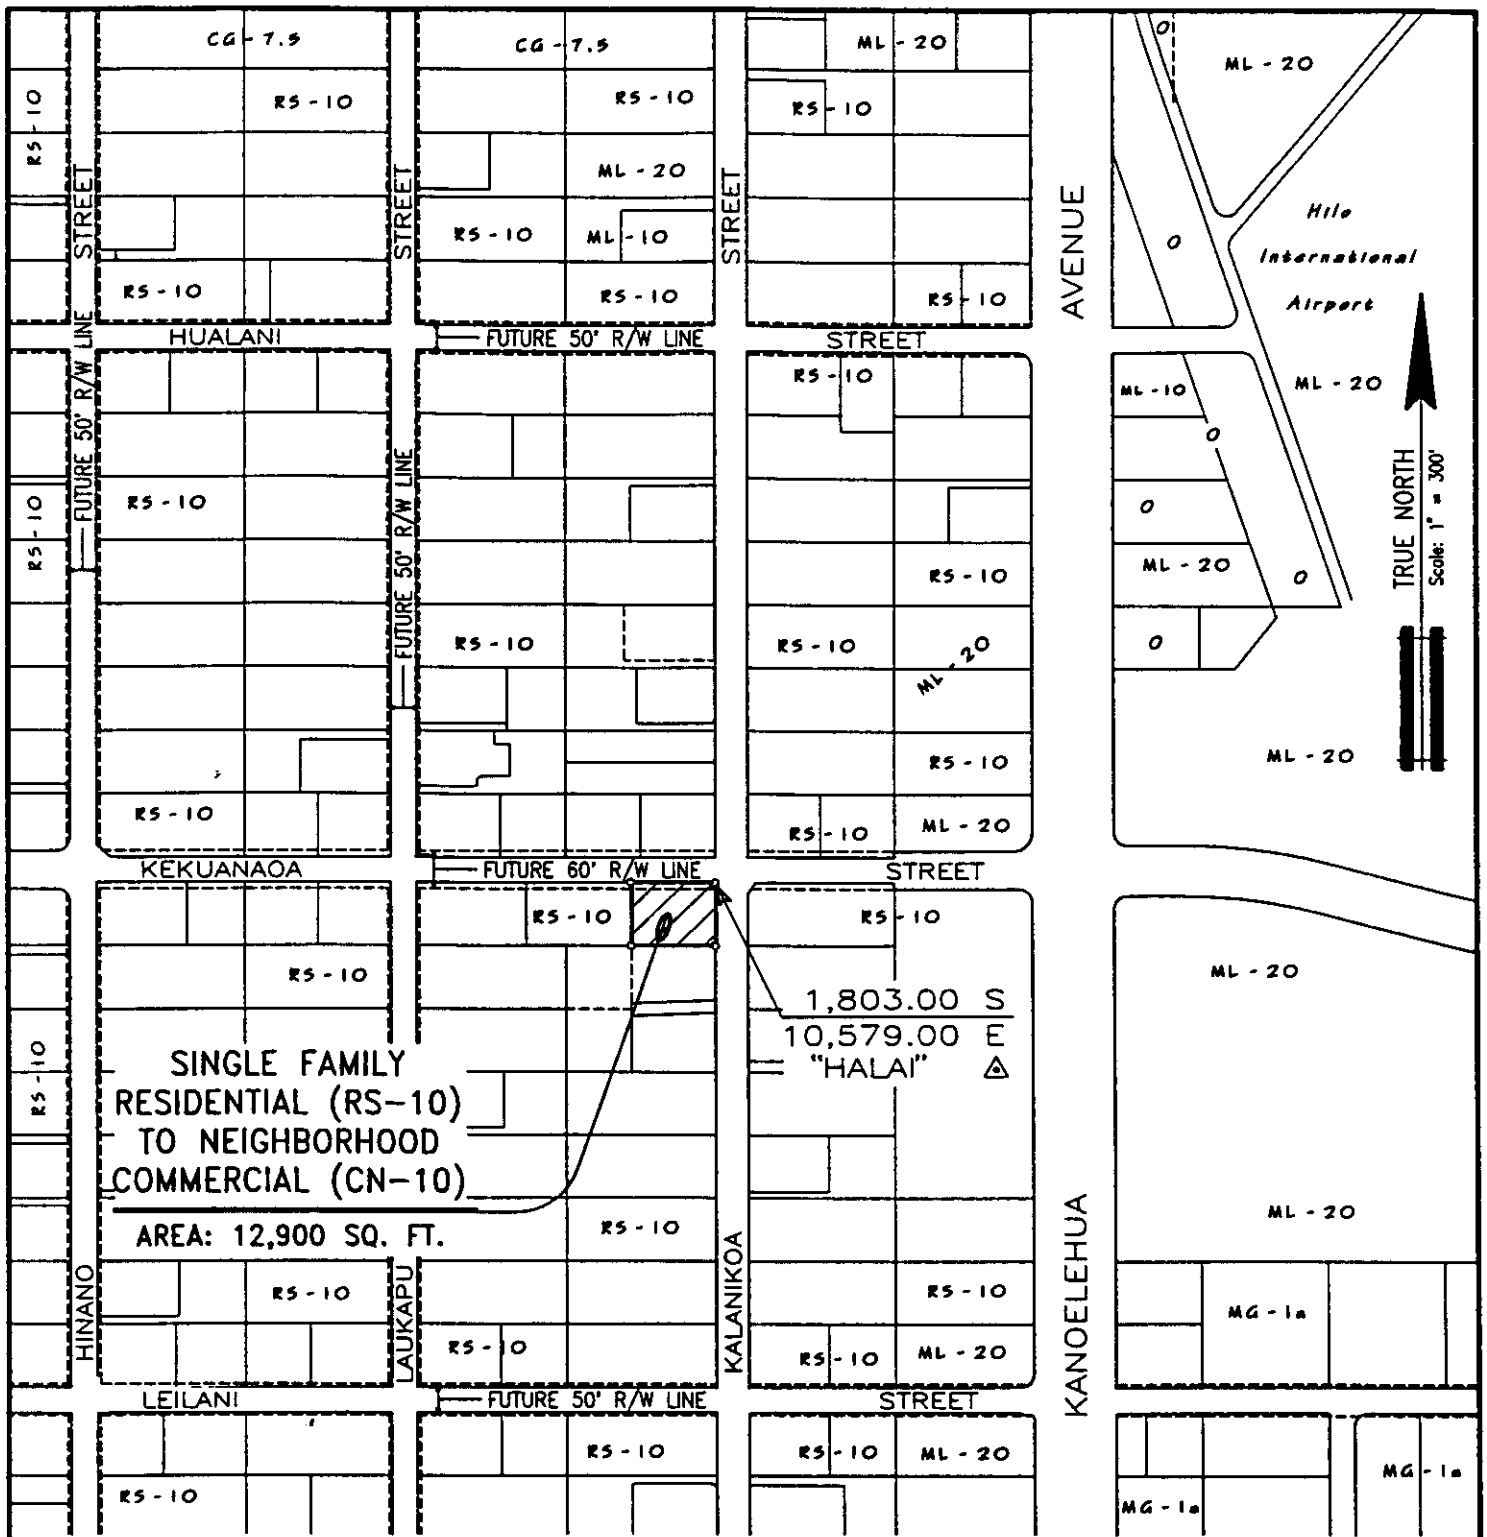 CG - 7.5
CG - 7.5
ML - 20
ML - 20
RS - 10
RS - 10
RS - 10
RS - 10
ML - 20
STREET
STREET
STREET
AVENUE
RS - 10
ML - 10
RS - 10
RS - 10
RS - 10
O
O
Hilo
International
Airport
HUALANI
FUTURE 50' R/W LINE
STREET
FUTURE 50' R/W LINE
RS - 10
ML - 10
ML - 20
O
FUTURE 50' R/W LINE
RS - 10
RS - 10
O
TRUE NORTH
Scale: 1" = 300'
RS - 10
ML - 20
O
RS - 10
RS - 10
ML - 20
O
RS - 10
ML - 20
RS - 10
RS - 10
ML - 20
KEKUANAOA
FUTURE 60' R/W LINE
STREET
RS - 10
RS - 10
RS - 10
ML - 20
1,803.00 S
10,579.00 E
"HALAI"
RS - 10
SINGLE FAMILY
RESIDENTIAL (RS-10)
TO NEIGHBORHOOD
COMMERCIAL (CN-10)
AREA: 12,900 SQ. FT.
RS - 10
ML - 20
HINANO
RS - 10
LAUKAPU
RS - 10
KALANIKOA
RS - 10
RS - 10
ML - 20
KANOELEHUA
MG - 1a
LEILANI
FUTURE 50' R/W LINE
STREET
RS - 10
RS - 10
ML - 20
RS - 10
MG - 1a
MG - 1a